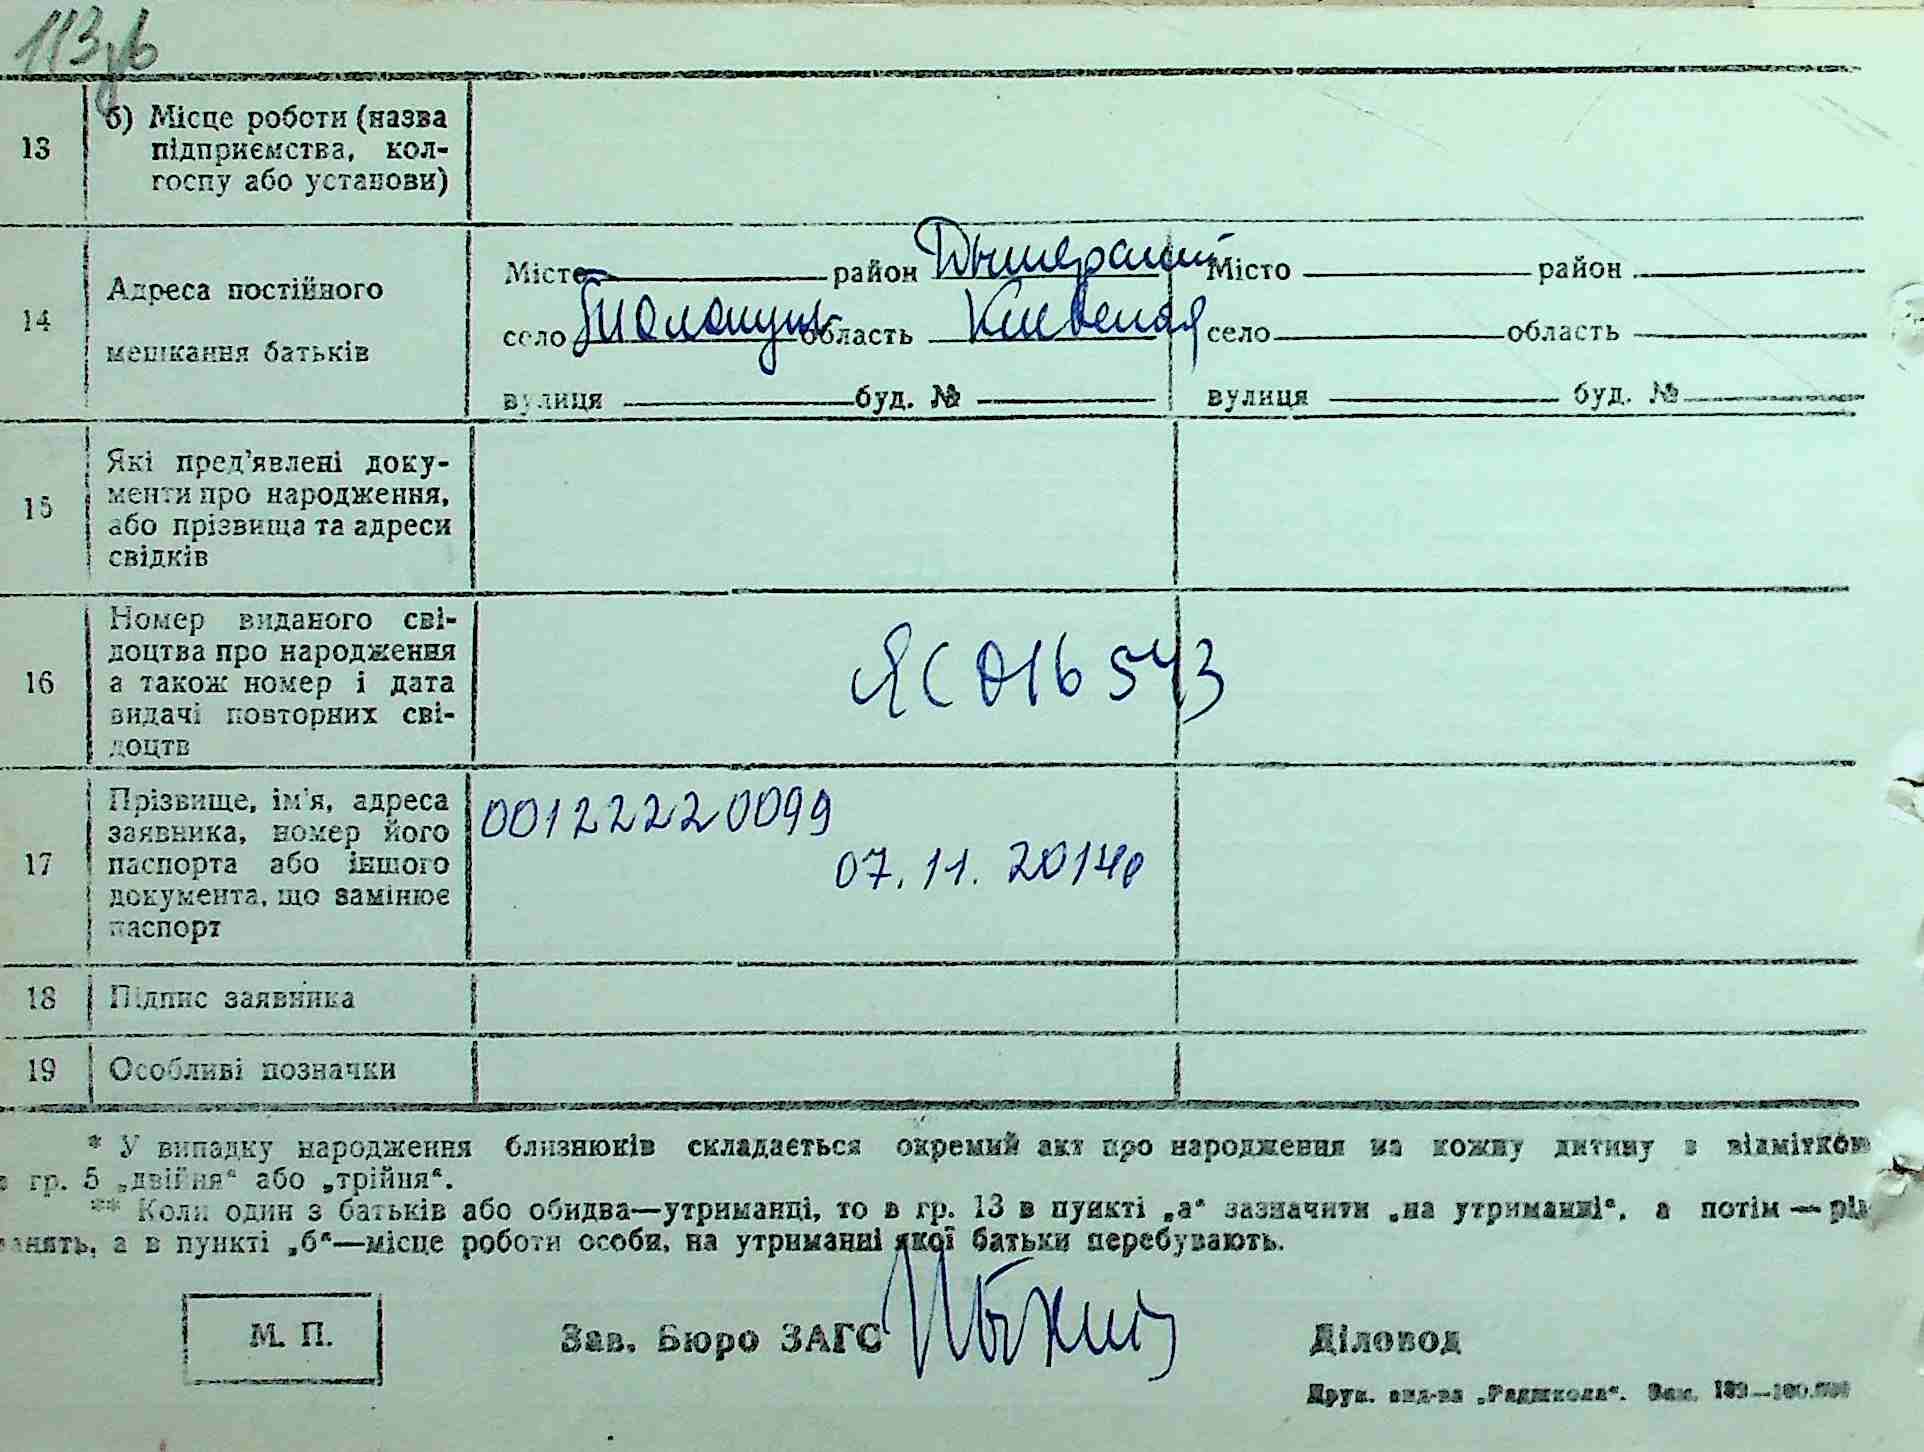 113зв
13
б) Місце роботи (назва
підприємства, кол-
госпу або установи)
14
Адреса постійного
мешкання батьків
Місто район Дымерский Місто район
село область Киевская село область
вулиця буд. № вулиця буд. №
15
Які пред'явлені доку-
менти про народження,
або прізвища та адреси
свідків
16
Номер виданого сві-
доцтва про народження
а також номер і дата
видачі повторних сві-
доцтв
ЯС 016543
17
Прізвище, ім'я, адреса
заявника, номер його
паспорта або іншого
документа, що замінює
паспорт
00122220099
07.11.2014р
18
Підпис заявника
19
Особливі позначки
* У випадку народження близнюків складається окремий акт про народження на кожну дитину з відміткою
в гр. 5 „двійня“ або „трійня“.
** Коли один з батьків або обидва—утриманці, то в гр. 13 в пункті „а“ зазначити „на утриманні“, а потім — рід
занять, а в пункті „б“—місце роботи особи, на утриманні якої батьки перебувають.
М. П.
Зав. Бюро ЗАГС
Діловод
Друк. вид-ва „Радшкола“. Зам.